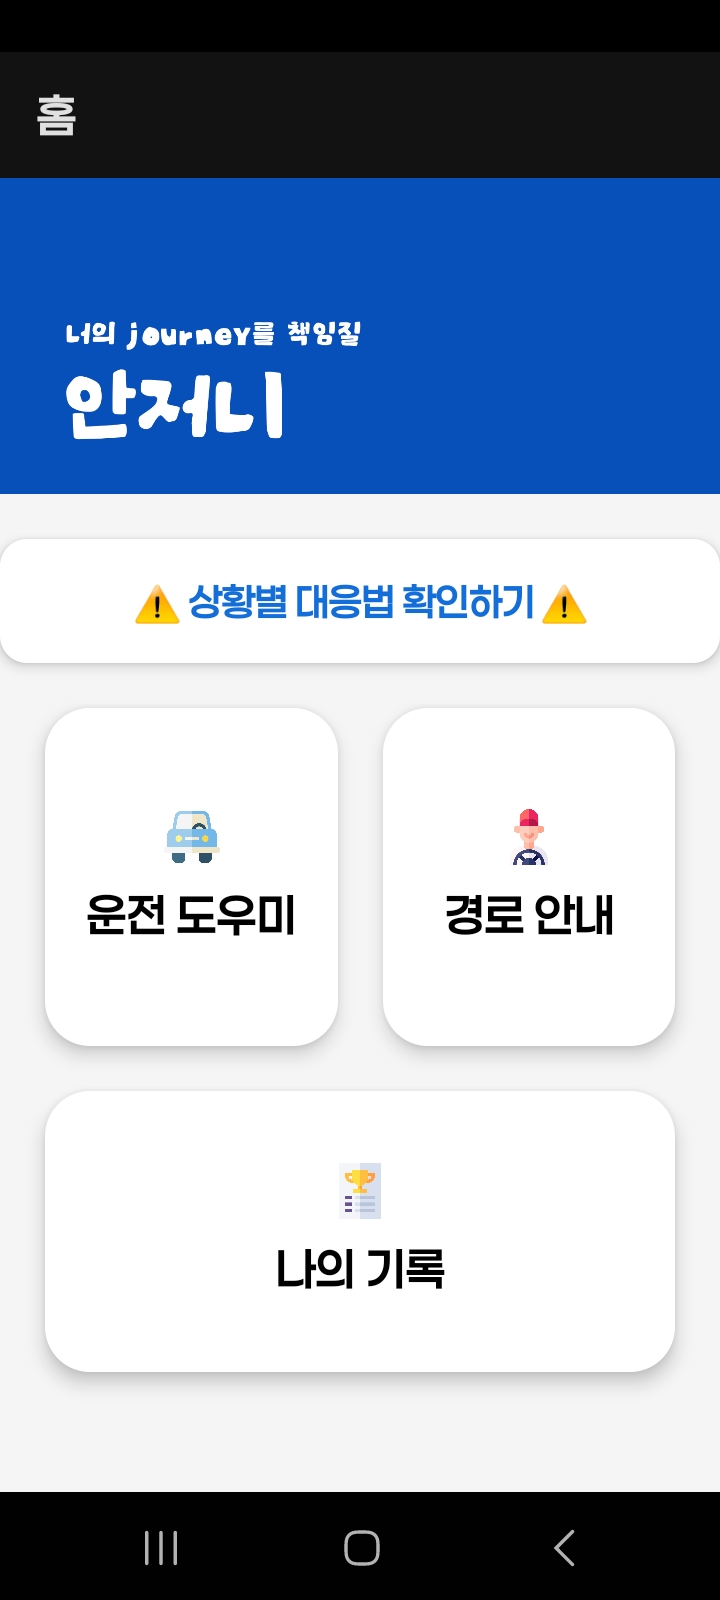 홈
너의 journey를 책임질
안저니
⚠️ 상황별 대응법 확인하기 ⚠️
운전 도우미
경로 안내
나의 기록